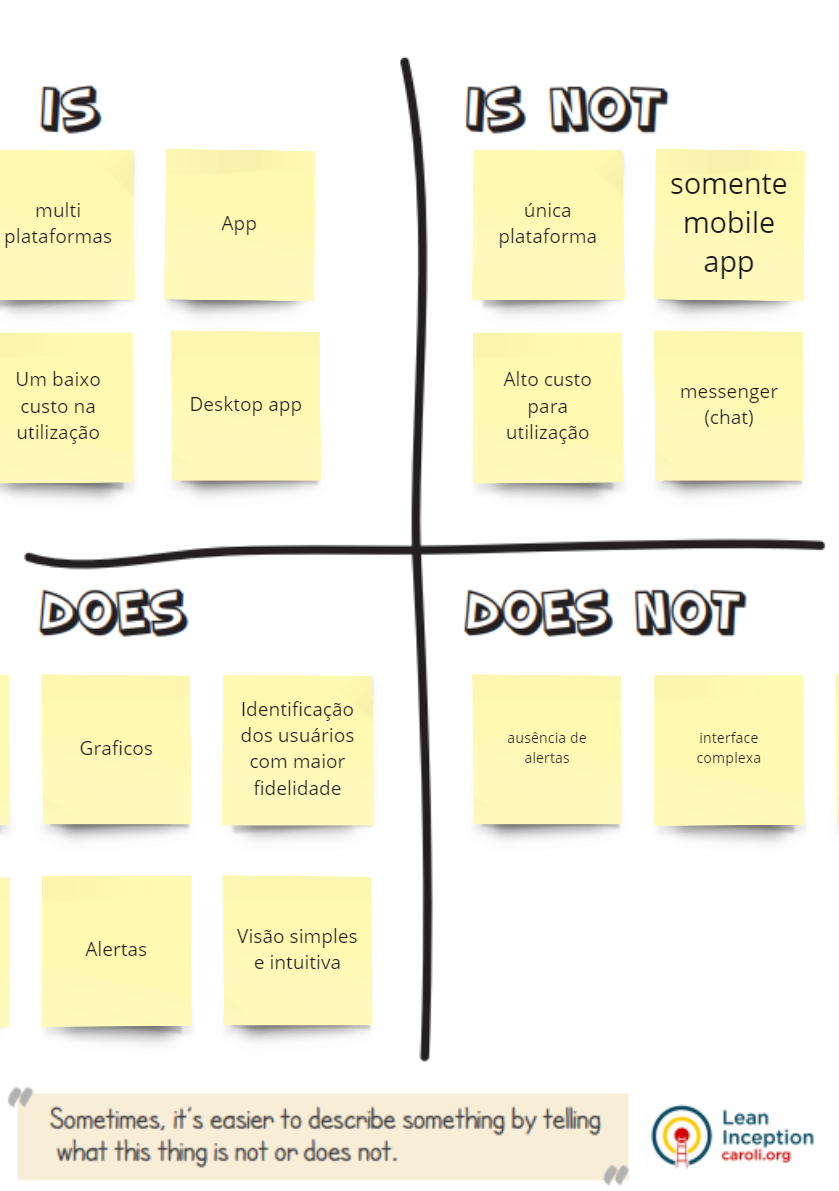 IS
multi
plataformas
App
Um baixo
custo na
utilização
Desktop app
IS NOT
única
plataforma
somente
mobile
app
Alto custo
para
utilização
messenger
(chat)
DOES
Graficos
Identificação
dos usuários
com maior
fidelidade
Alertas
Visão simples
e intuitiva
DOES NOT
ausência de
alertas
interface
complexa
"Sometimes, it's easier to describe something by telling
what this thing is not or does not."
Lean
Inception
caroli.org